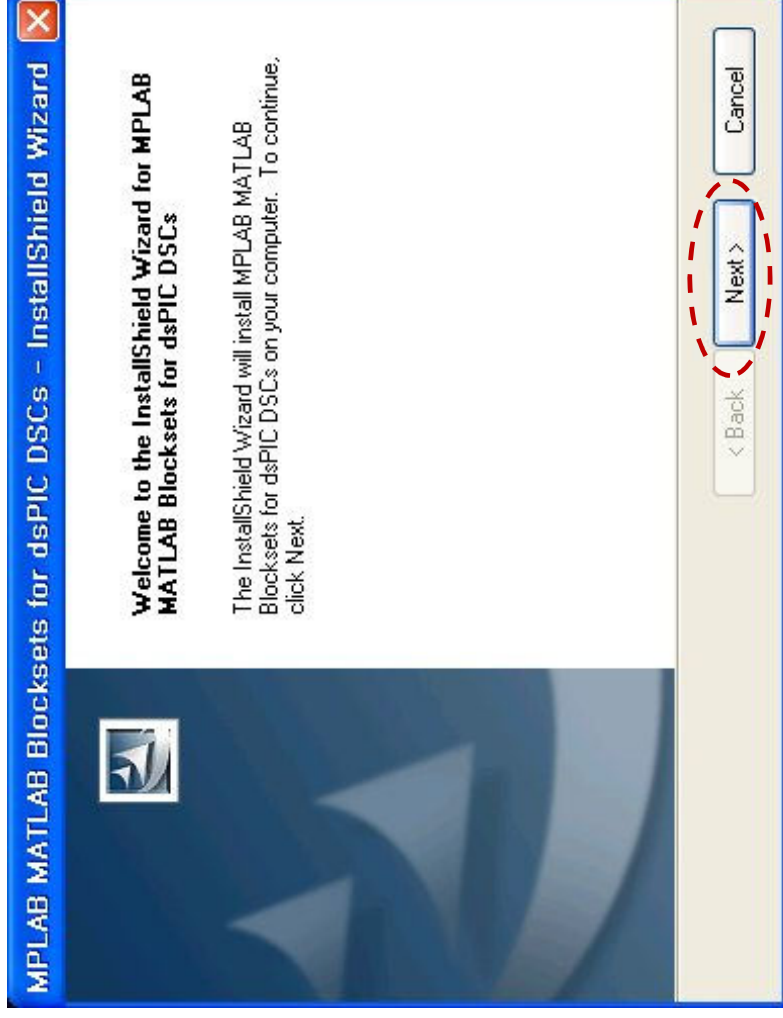 MPLAB MATLAB Blocksets for dsPIC DSCs - InstallShield Wizard
Welcome to the InstallShield Wizard for MPLAB
MATLAB Blocksets for dsPIC DSCs
The InstallShield Wizard will install MPLAB MATLAB
Blocksets for dsPIC DSCs on your computer. To continue,
click Next.
< Back
Next >
Cancel